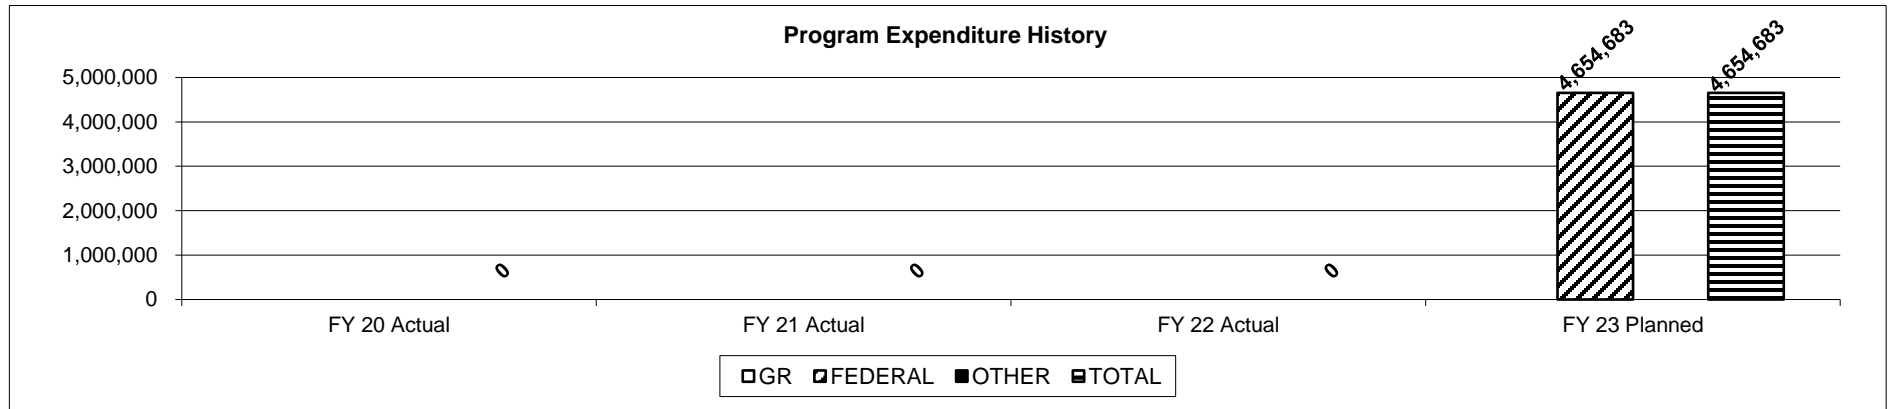 Program Expenditure History
4,654,683 4,654,683
5,000,000
4,000,000
3,000,000
2,000,000
1,000,000
0 0 0
0
FY 20 Actual FY 21 Actual FY 22 Actual FY 23 Planned
GR FEDERAL OTHER TOTAL